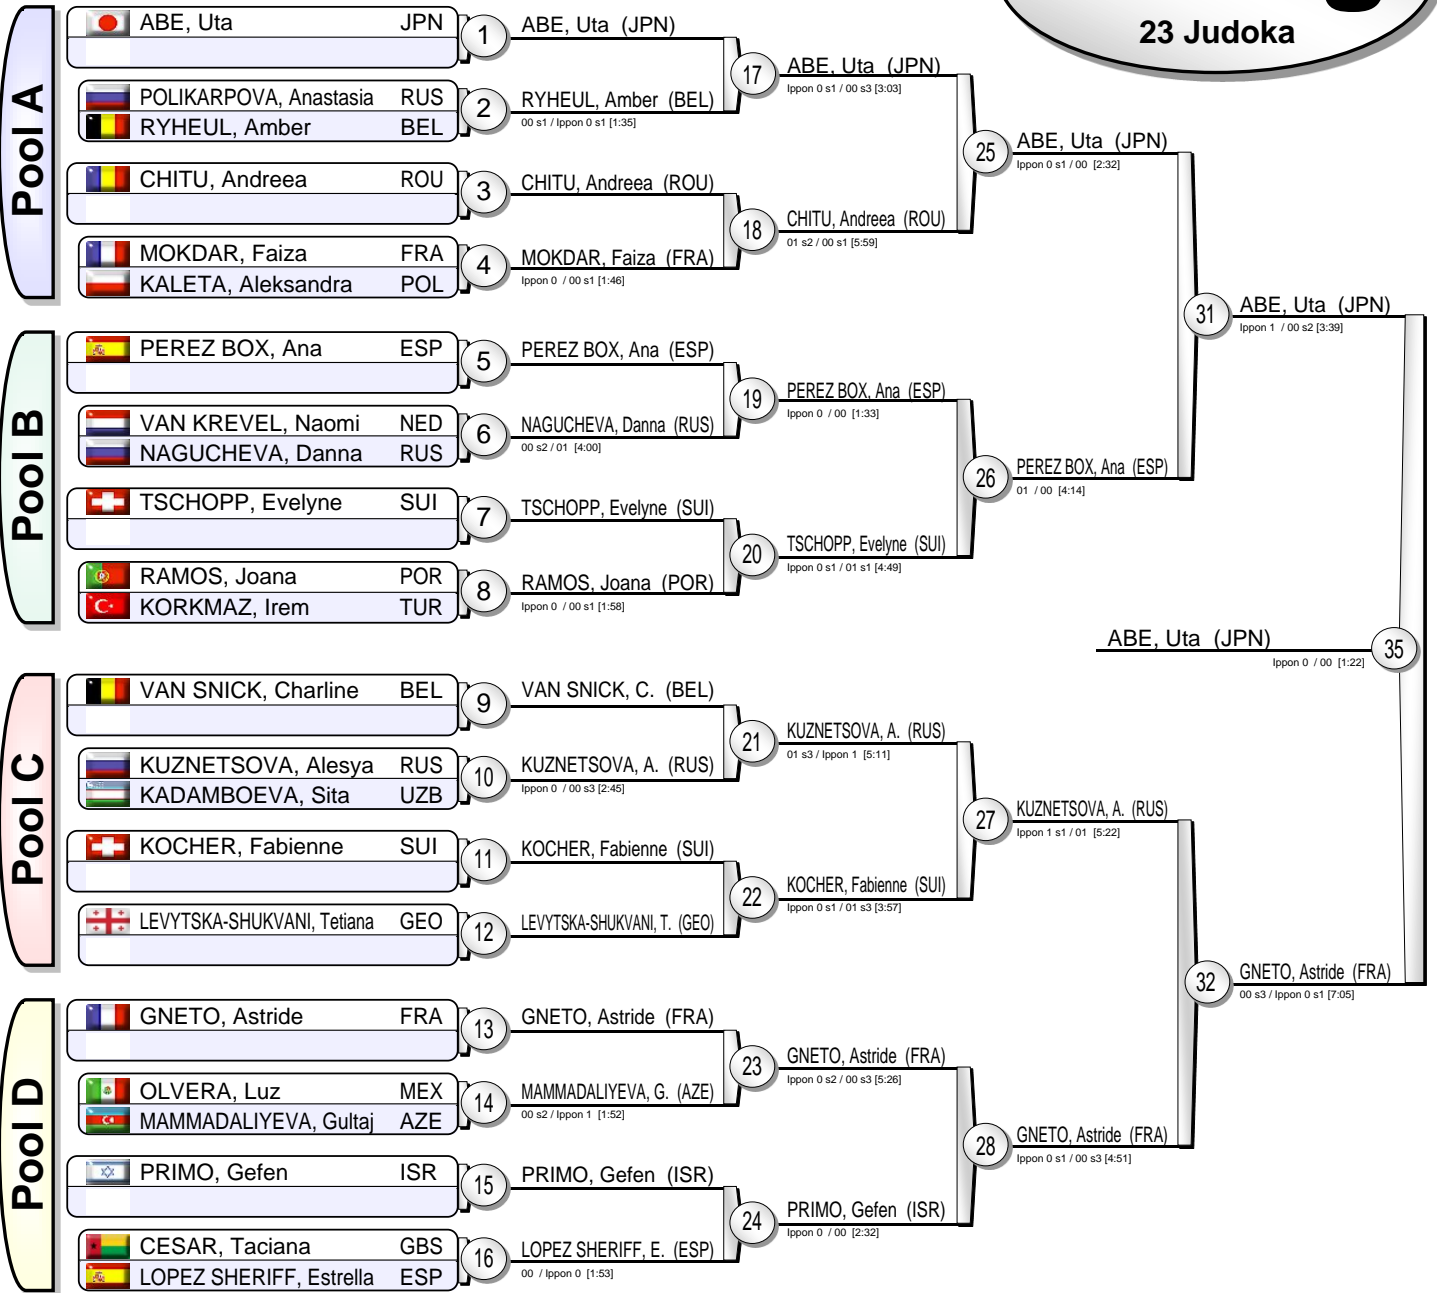 23 Judoka
Pool A
ABE, Uta JPN
1
ABE, Uta (JPN)
POLIKARPOVA, Anastasia RUS
RYHEUL, Amber BEL
2
RYHEUL, Amber (BEL)
00 s1 / Ippon 0 s1 [1:35]
17
ABE, Uta (JPN)
Ippon 0 s1 / 00 s3 [3:03]
CHITU, Andreea ROU
3
CHITU, Andreea (ROU)
MOKDAR, Faiza FRA
KALETA, Aleksandra POL
4
MOKDAR, Faiza (FRA)
Ippon 0 / 00 s1 [1:46]
18
CHITU, Andreea (ROU)
01 s2 / 00 s1 [5:59]
25
ABE, Uta (JPN)
Ippon 0 s1 / 00 [2:32]
Pool B
PEREZ BOX, Ana ESP
5
PEREZ BOX, Ana (ESP)
VAN KREVEL, Naomi NED
NAGUCHEVA, Danna RUS
6
NAGUCHEVA, Danna (RUS)
00 s2 / 01 [4:00]
19
PEREZ BOX, Ana (ESP)
Ippon 0 / 00 [1:33]
TSCHOPP, Evelyne SUI
7
TSCHOPP, Evelyne (SUI)
RAMOS, Joana POR
KORKMAZ, Irem TUR
8
RAMOS, Joana (POR)
Ippon 0 / 00 s1 [1:58]
20
TSCHOPP, Evelyne (SUI)
Ippon 0 s1 / 01 s1 [4:49]
26
PEREZ BOX, Ana (ESP)
01 / 00 [4:14]
31
ABE, Uta (JPN)
Ippon 1 / 00 s2 [3:39]
ABE, Uta (JPN)
Ippon 0 / 00 [1:22]
35
Pool C
VAN SNICK, Charline BEL
9
VAN SNICK, C. (BEL)
KUZNETSOVA, Alesya RUS
KADAMBOEVA, Sita UZB
10
KUZNETSOVA, A. (RUS)
Ippon 0 / 00 s3 [2:45]
21
KUZNETSOVA, A. (RUS)
01 s3 / Ippon 1 [5:11]
KOCHER, Fabienne SUI
11
KOCHER, Fabienne (SUI)
LEVYTSKA-SHUKVANI, Tetiana GEO
12
LEVYTSKA-SHUKVANI, T. (GEO)
22
KOCHER, Fabienne (SUI)
Ippon 0 s1 / 01 s3 [3:57]
27
KUZNETSOVA, A. (RUS)
Ippon 1 s1 / 01 [5:22]
Pool D
GNETO, Astride FRA
13
GNETO, Astride (FRA)
OLVERA, Luz MEX
MAMMADALIYEVA, Gultaj AZE
14
MAMMADALIYEVA, G. (AZE)
00 s2 / Ippon 1 [1:52]
23
GNETO, Astride (FRA)
Ippon 0 s2 / 00 s3 [5:26]
PRIMO, Gefen ISR
15
PRIMO, Gefen (ISR)
CESAR, Taciana GBS
LOPEZ SHERIFF, Estrella ESP
16
LOPEZ SHERIFF, E. (ESP)
00 / Ippon 0 [1:53]
24
PRIMO, Gefen (ISR)
Ippon 0 / 00 [2:32]
28
GNETO, Astride (FRA)
Ippon 0 s1 / 00 s3 [4:51]
32
GNETO, Astride (FRA)
00 s3 / Ippon 0 s1 [7:05]